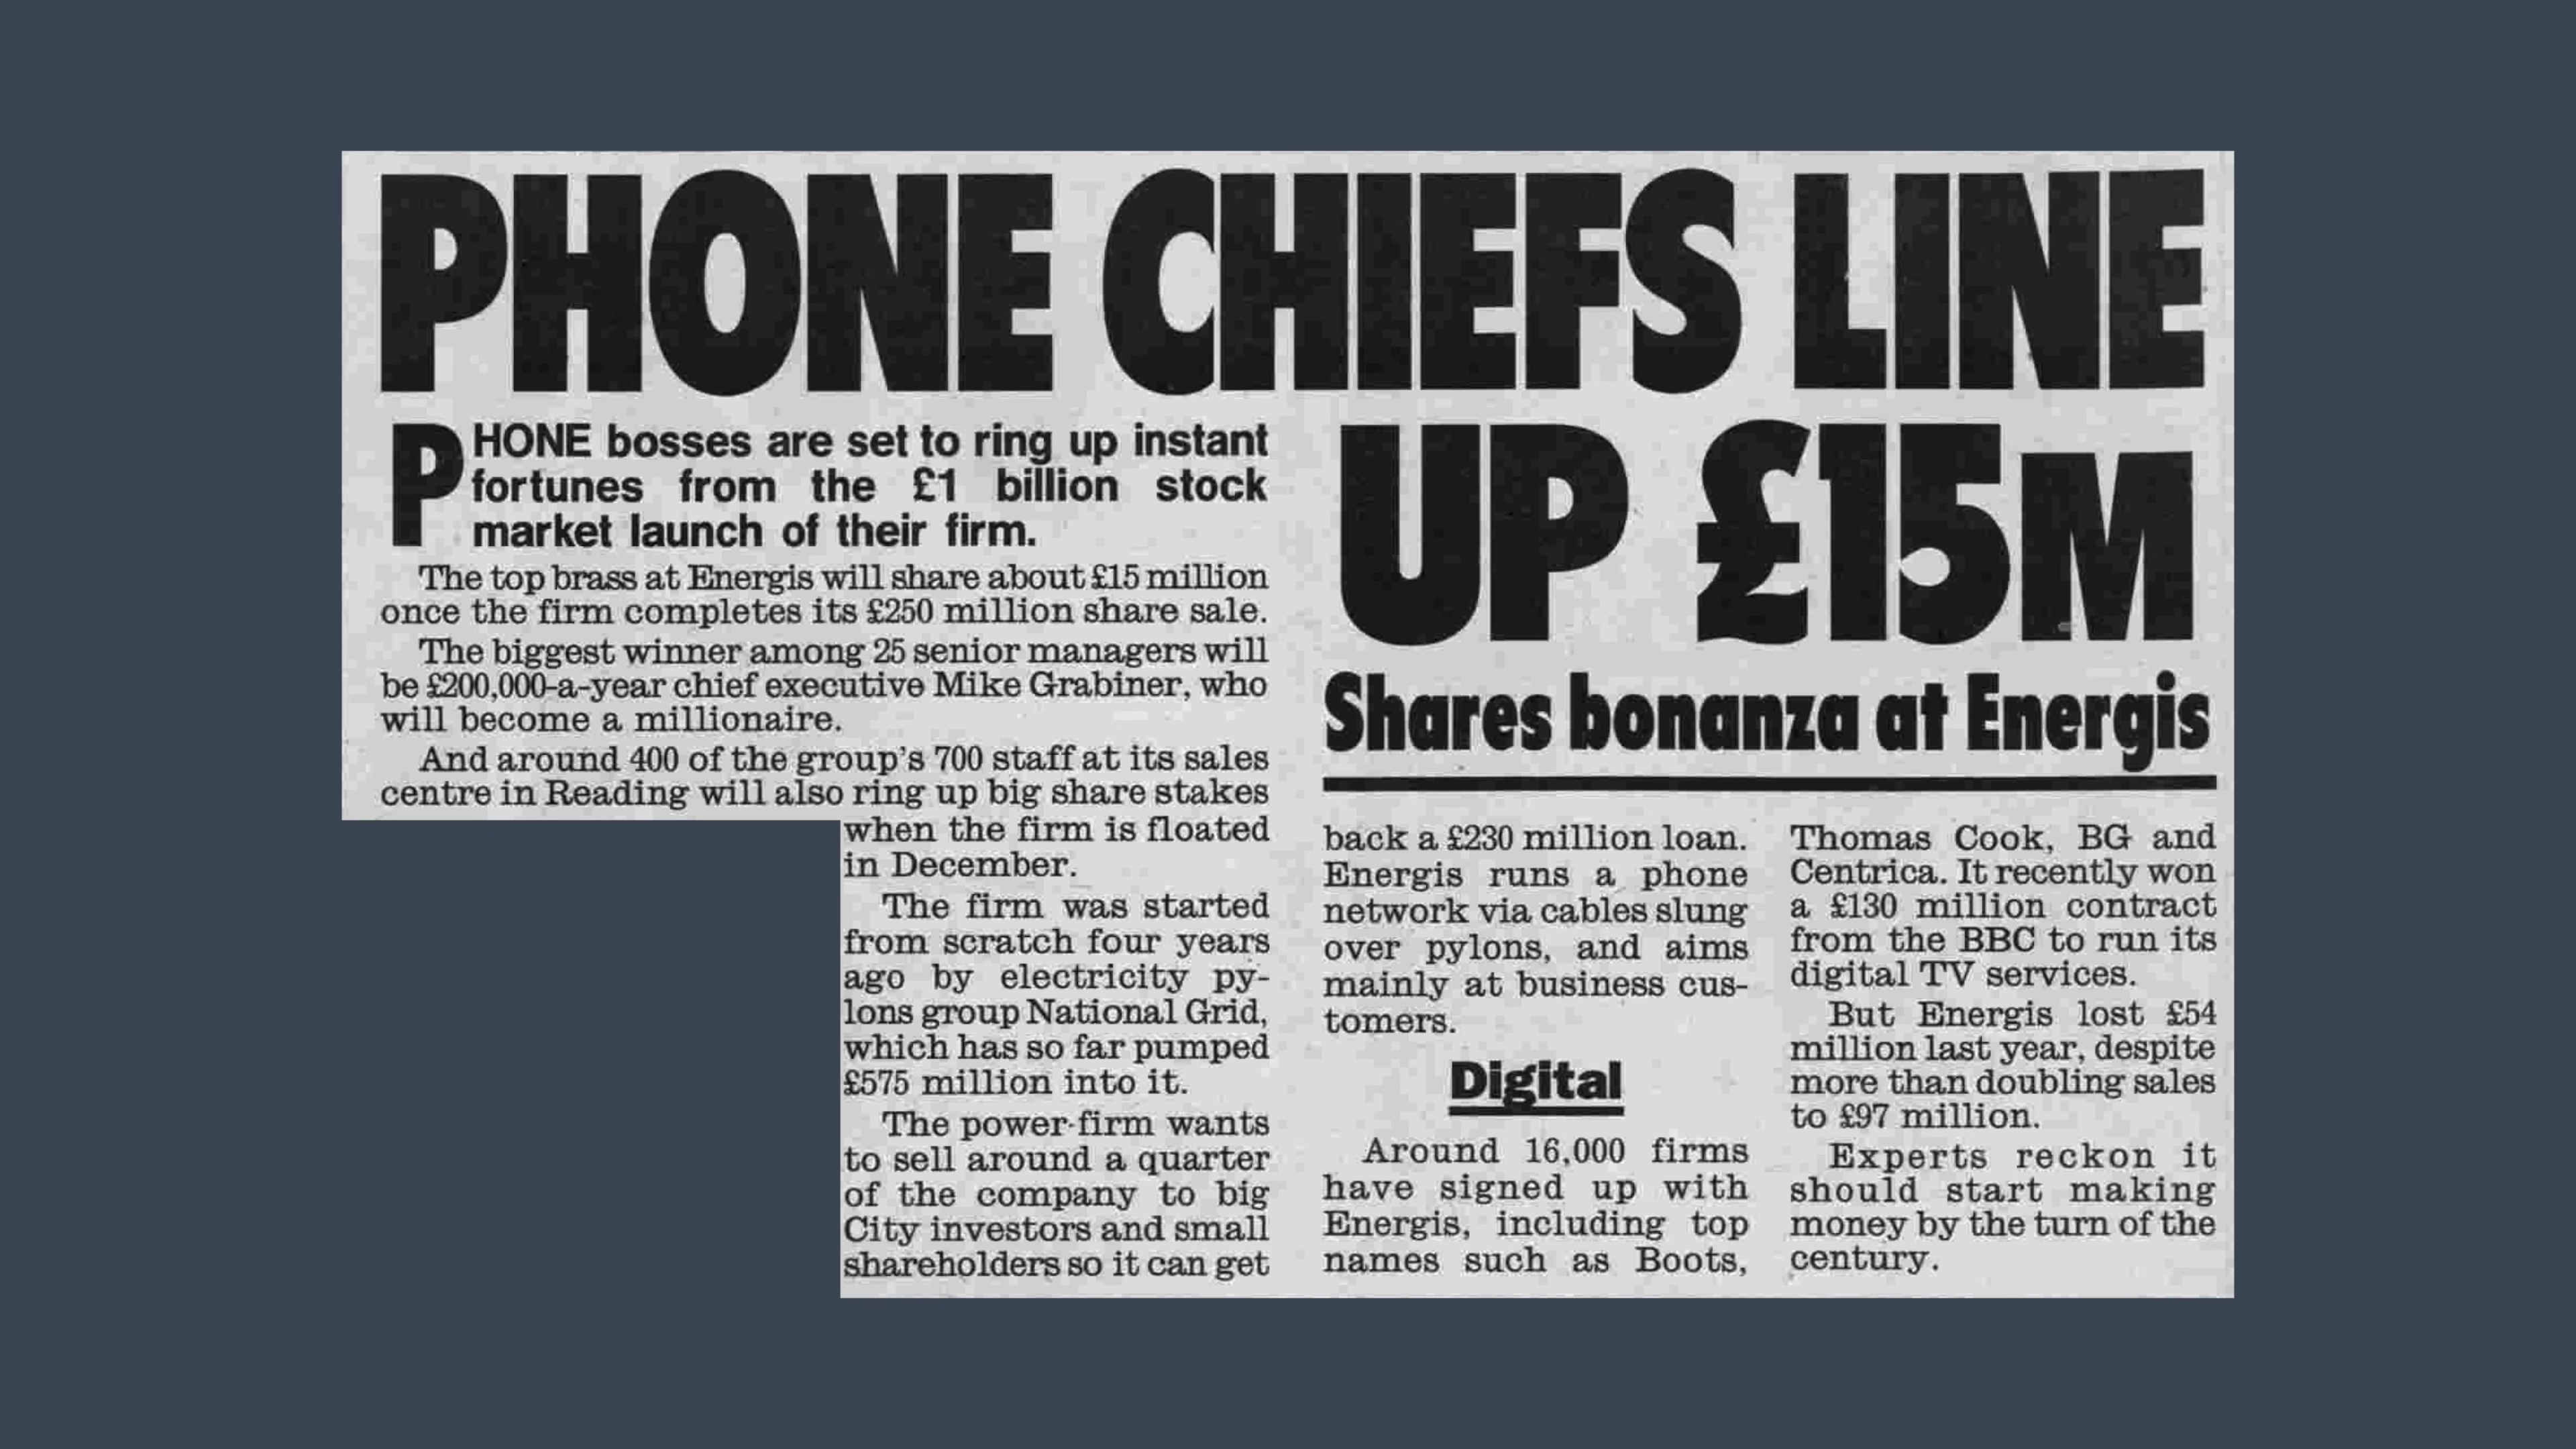 PHONE CHIEFS LINE
UP £15M
Shares bonanza at Energis
PHONE bosses are set to ring up instant
fortunes from the £1 billion stock
market launch of their firm.
The top brass at Energis will share about £15 million
once the firm completes its £250 million share sale.
The biggest winner among 25 senior managers will
be £200,000-a-year chief executive Mike Grabiner, who
will become a millionaire.
And around 400 of the group's 700 staff at its sales
centre in Reading will also ring up big share stakes
when the firm is floated
in December.
The firm was started
from scratch four years
ago by electricity py-
lons group National Grid,
which has so far pumped
£575 million into it.
The power-firm wants
to sell around a quarter
of the company to big
City investors and small
shareholders so it can get
back a £230 million loan.
Energis runs a phone
network via cables slung
over pylons, and aims
mainly at business cus-
tomers.
Digital
Around 16,000 firms
have signed up with
Energis, including top
names such as Boots,
Thomas Cook, BG and
Centrica. It recently won
a £130 million contract
from the BBC to run its
digital TV services.
But Energis lost £54
million last year, despite
more than doubling sales
to £97 million.
Experts reckon it
should start making
money by the turn of the
century.